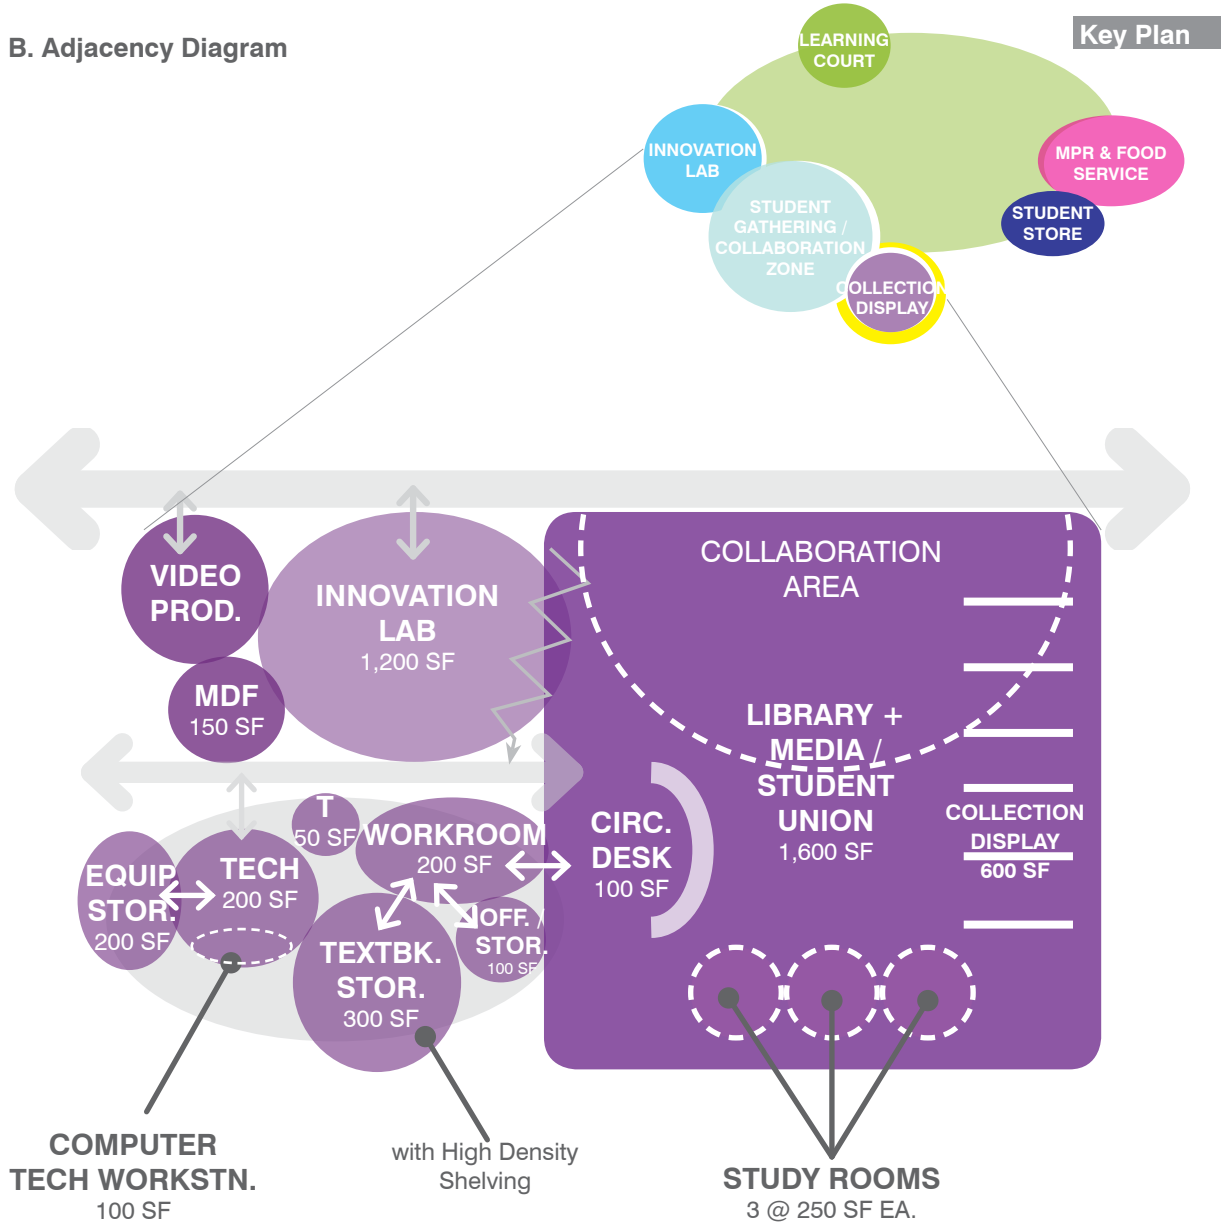 B. Adjacency Diagram
Key Plan
LEARNING
COURT
INNOVATION
LAB
MPR & FOOD
SERVICE
STUDENT
GATHERING /
COLLABORATION
ZONE
STUDENT
STORE
COLLECTION
DISPLAY
VIDEO
PROD.
INNOVATION
LAB
1,200 SF
COLLABORATION
AREA
MDF
150 SF
LIBRARY +
MEDIA /
STUDENT
UNION
1,600 SF
T
50 SF
WORKROOM
200 SF
CIRC.
DESK
100 SF
COLLECTION
DISPLAY
600 SF
EQUIP
STOR.
200 SF
TECH
200 SF
OFF. /
STOR.
100 SF
TEXTBK.
STOR.
300 SF
COMPUTER
TECH WORKSTN.
100 SF
with High Density
Shelving
STUDY ROOMS
3 @ 250 SF EA.